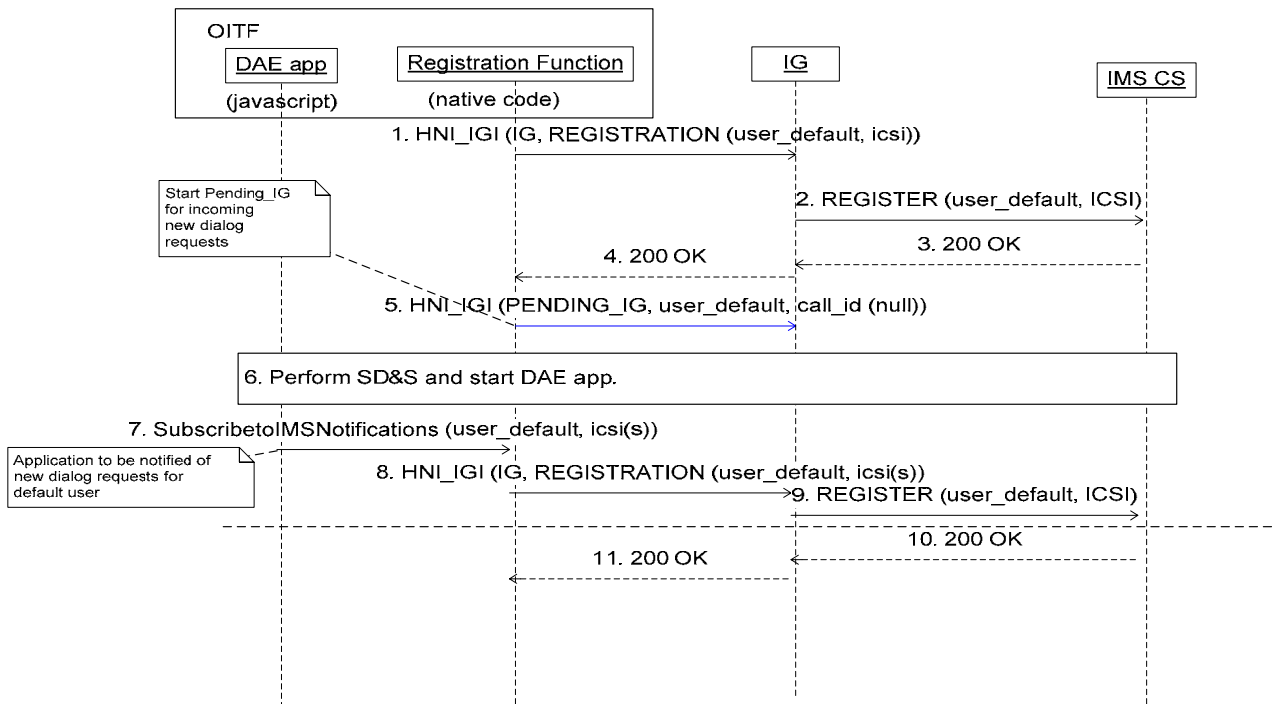 OITF
DAE app
(javascript)
Registration Function
(native code)
IG
IMS CS
1. HNI_IGI (IG, REGISTRATION (user_default, icsi))
Start Pending_IG
for incoming
new dialog
requests
2. REGISTER (user_default, ICSI)
3. 200 OK
4. 200 OK
5. HNI_IGI (PENDING_IG, user_default, call_id (null))
6. Perform SD&S and start DAE app.
7. SubscribetoIMSNotifications (user_default, icsi(s))
Application to be notified of
new dialog requests for
default user
8. HNI_IGI (IG, REGISTRATION (user_default, icsi(s))
9. REGISTER (user_default, ICSI)
10. 200 OK
11. 200 OK